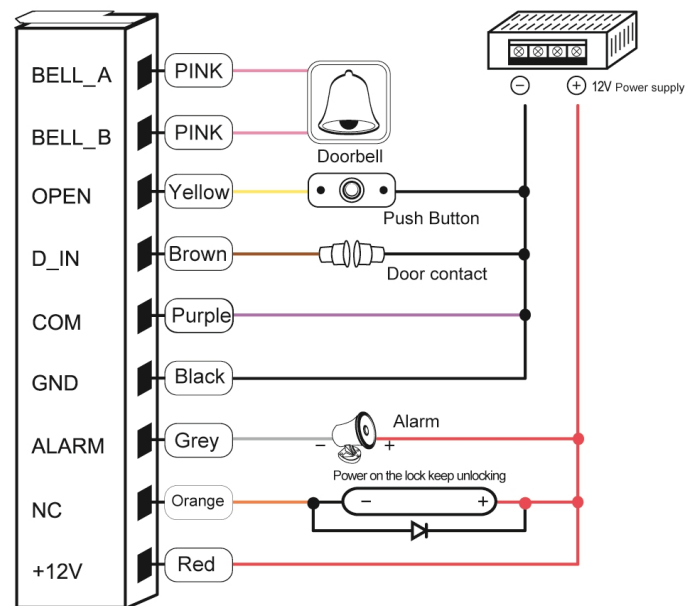 BELL_A PINK
BELL_B PINK
Doorbell
− + 12V Power supply
OPEN Yellow
Push Button
D_IN Brown
Door contact
COM Purple
GND Black
ALARM Grey − + Alarm
Power on the lock keep unlocking
NC Orange − +
+12V Red